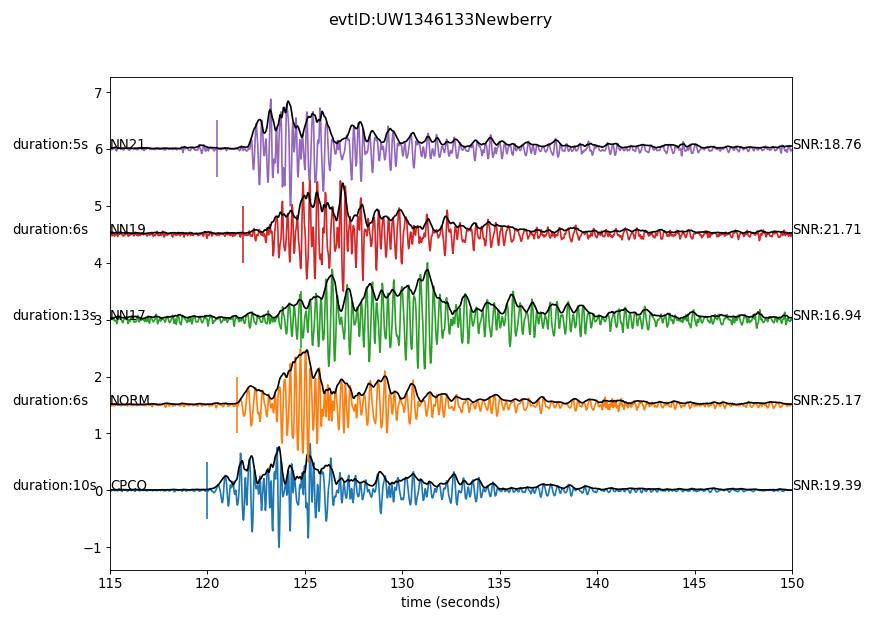 evtID:UW1346133Newberry
7
duration:5s NN21 6 SNR:18.76
5
duration:6s NN19 SNR:21.71
4
duration:13s NN17 3 SNR:16.94
2
duration:6s NORM SNR:25.17
1
duration:10s CPCO 0 SNR:19.39
−1
115 120 125 130 135 140 145 150
time (seconds)